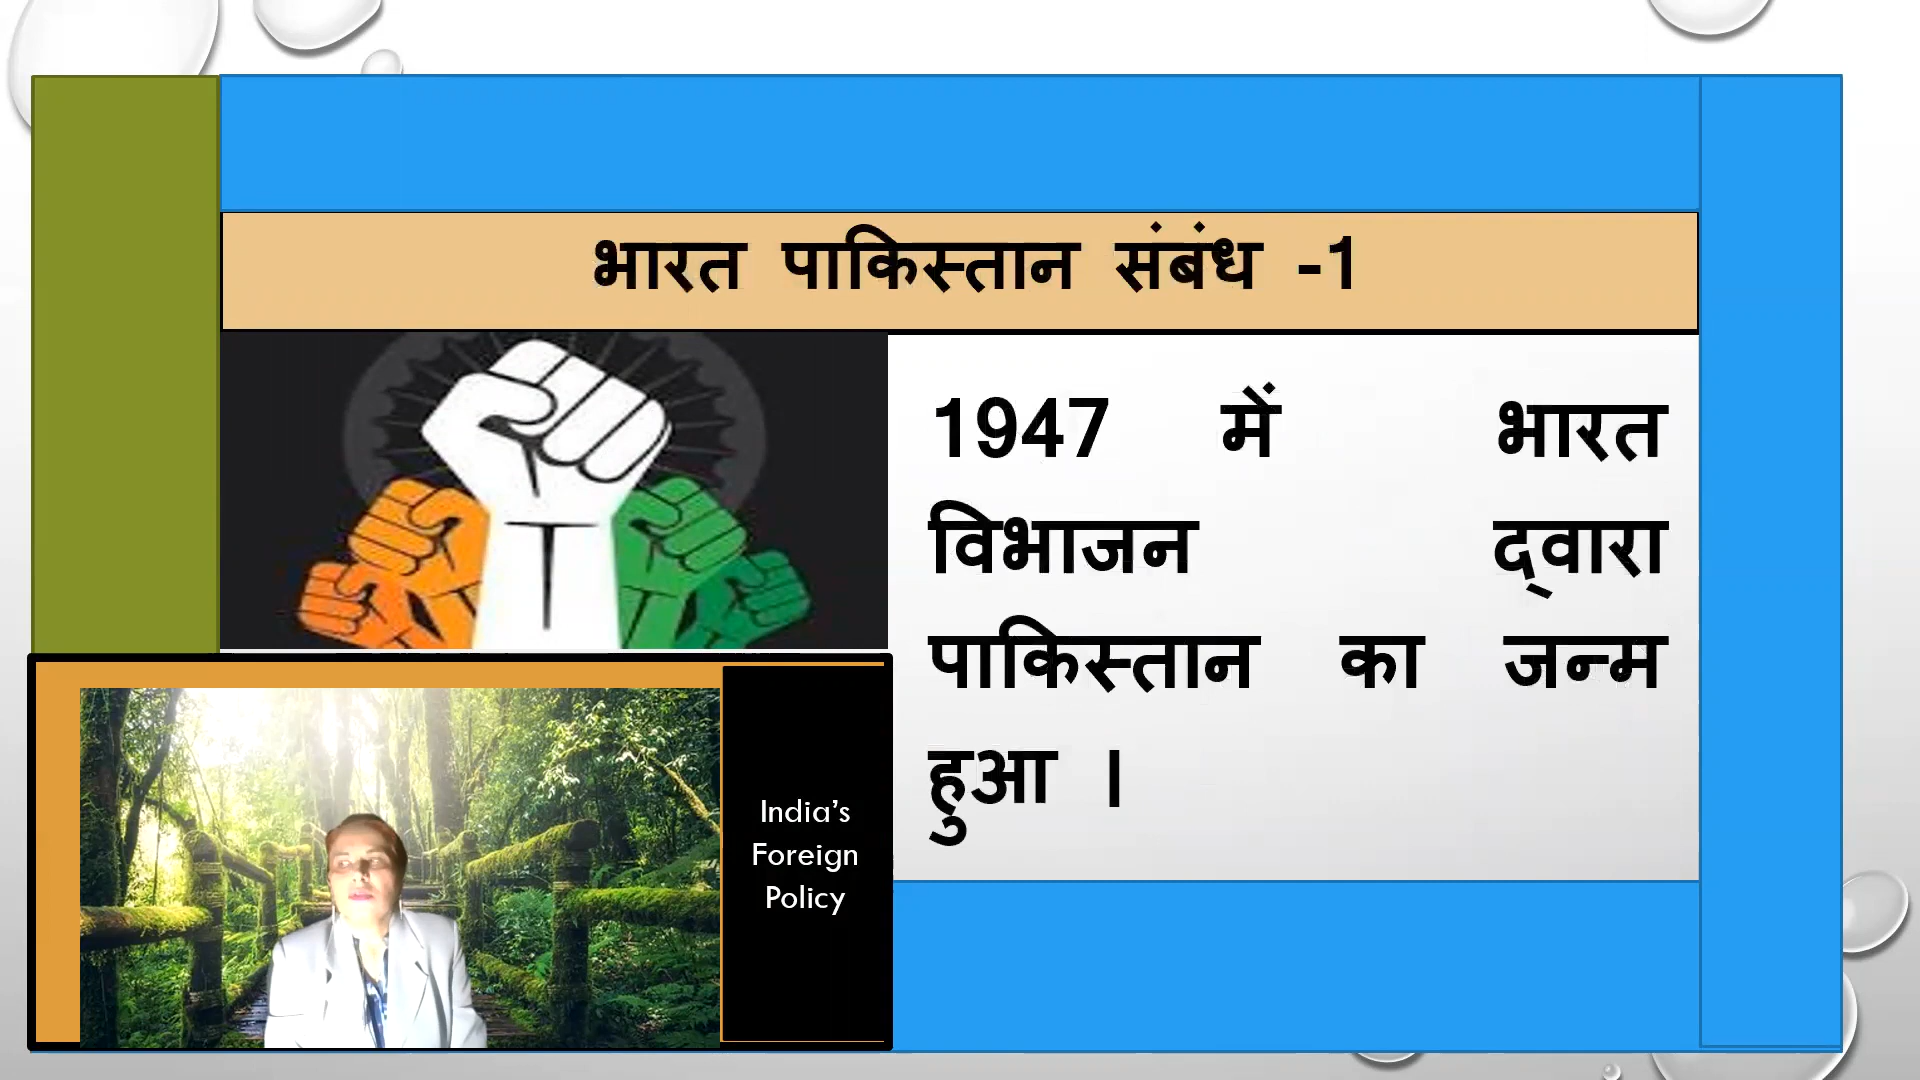 भारत पाकिस्तान संबंध -1
1947 में भारत
विभाजन द्वारा
पाकिस्तान का जन्म
हुआ ।
India’s
Foreign
Policy